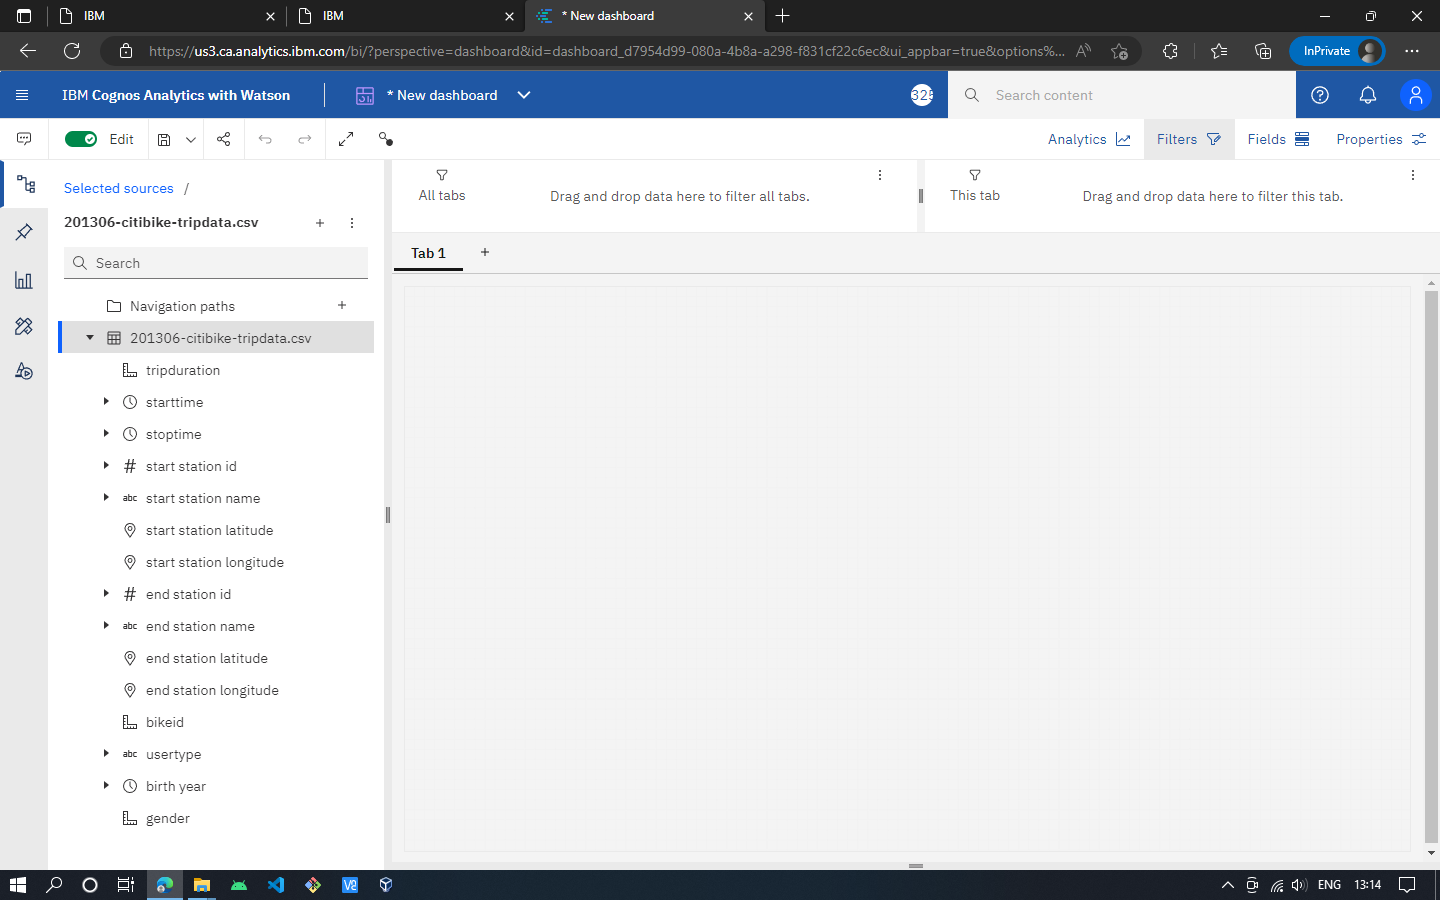 IBM
IBM
* New dashboard
https://us3.ca.analytics.ibm.com/bi/?perspective=dashboard&id=dashboard_d7954d99-080a-4b8a-a298-f831cf22c6ec&ui_appbar=true&options%...
InPrivate
IBM Cognos Analytics with Watson
* New dashboard
325
Search content
Edit
Analytics
Filters
Fields
Properties
Selected sources /
All tabs
Drag and drop data here to filter all tabs.
This tab
Drag and drop data here to filter this tab.
201306-citibike-tripdata.csv
Tab 1
Search
Navigation paths
201306-citibike-tripdata.csv
tripduration
starttime
stoptime
# start station id
abc start station name
start station latitude
start station longitude
# end station id
abc end station name
end station latitude
end station longitude
bikeid
abc usertype
birth year
gender
ENG
13:14